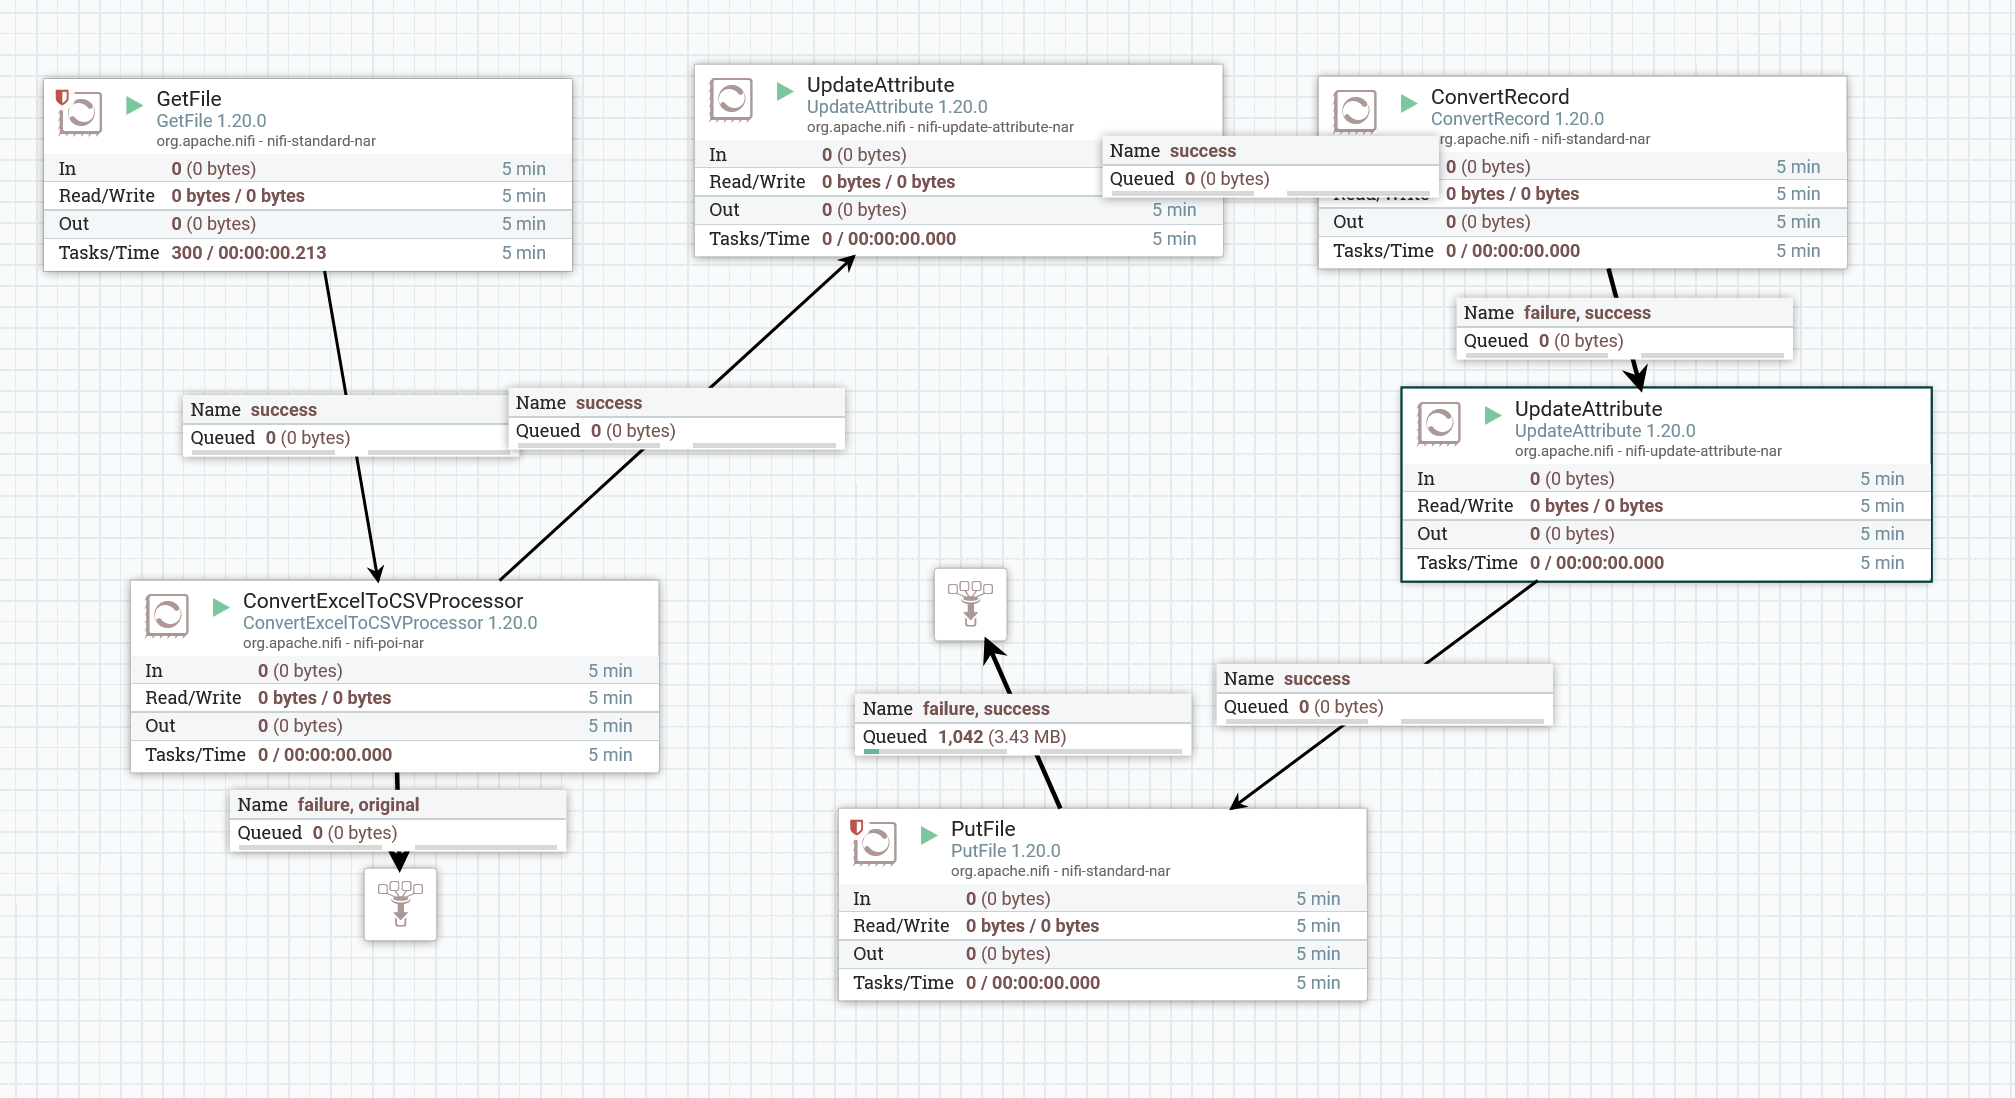 GetFile
GetFile 1.20.0
org.apache.nifi - nifi-standard-nar
In 0 (0 bytes) 5 min
Read/Write 0 bytes / 0 bytes 5 min
Out 0 (0 bytes) 5 min
Tasks/Time 300 / 00:00:00.213 5 min
UpdateAttribute
UpdateAttribute 1.20.0
org.apache.nifi - nifi-update-attribute-nar
In 0 (0 bytes)
Read/Write 0 bytes / 0 bytes
Out 0 (0 bytes) 5 min
Tasks/Time 0 / 00:00:00.000 5 min
Name success
Queued 0 (0 bytes)
ConvertRecord
ConvertRecord 1.20.0
rg.apache.nifi - nifi-standard-nar
0 (0 bytes) 5 min
Read/Write 0 bytes / 0 bytes 5 min
Out 0 (0 bytes) 5 min
Tasks/Time 0 / 00:00:00.000 5 min
Name failure, success
Queued 0 (0 bytes)
Name success
Queued 0 (0 bytes)
Name success
Queued 0 (0 bytes)
UpdateAttribute
UpdateAttribute 1.20.0
org.apache.nifi - nifi-update-attribute-nar
In 0 (0 bytes) 5 min
Read/Write 0 bytes / 0 bytes 5 min
Out 0 (0 bytes) 5 min
Tasks/Time 0 / 00:00:00.000 5 min
ConvertExcelToCSVProcessor
ConvertExcelToCSVProcessor 1.20.0
org.apache.nifi - nifi-poi-nar
In 0 (0 bytes) 5 min
Read/Write 0 bytes / 0 bytes 5 min
Out 0 (0 bytes) 5 min
Tasks/Time 0 / 00:00:00.000 5 min
Name failure, original
Queued 0 (0 bytes)
Name failure, success
Queued 1,042 (3.43 MB)
Name success
Queued 0 (0 bytes)
PutFile
PutFile 1.20.0
org.apache.nifi - nifi-standard-nar
In 0 (0 bytes) 5 min
Read/Write 0 bytes / 0 bytes 5 min
Out 0 (0 bytes) 5 min
Tasks/Time 0 / 00:00:00.000 5 min